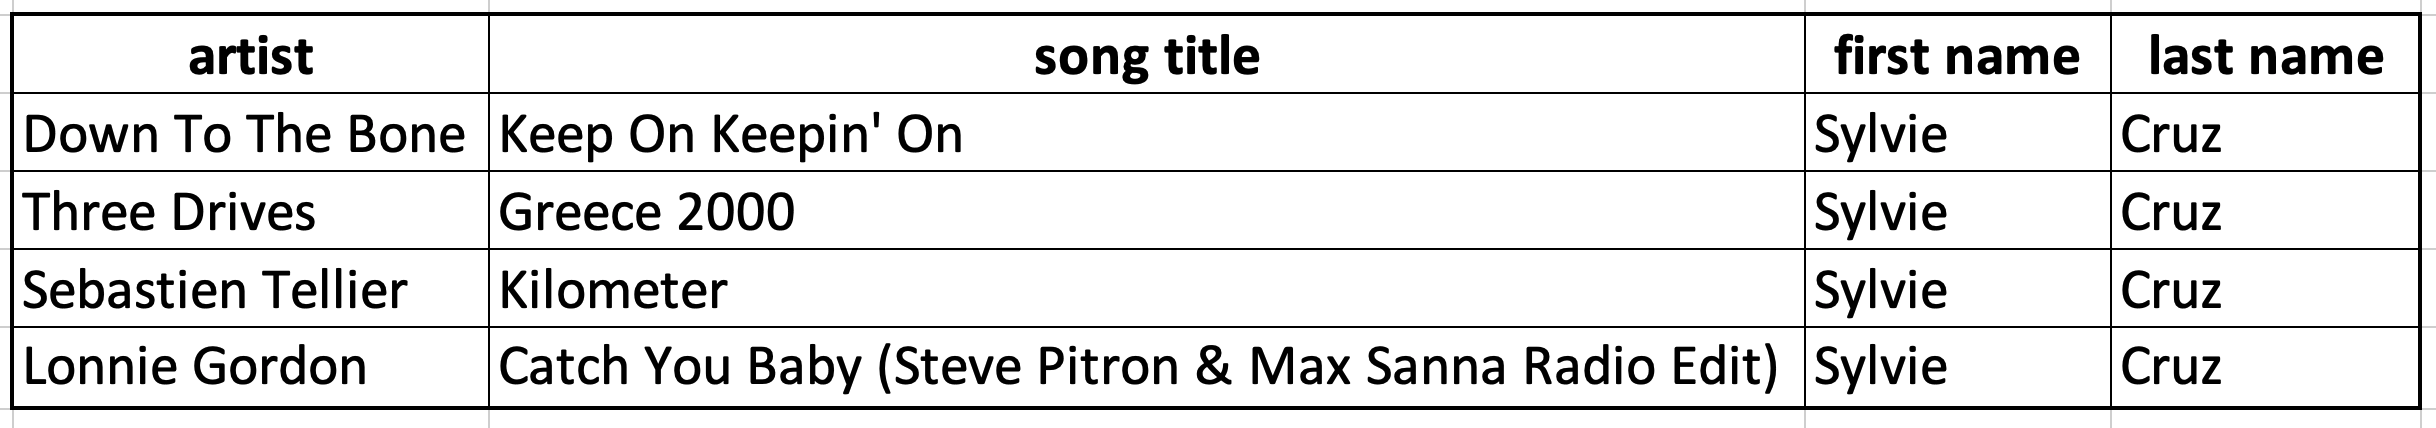 artist song title first name last name
Down To The Bone Keep On Keepin' On Sylvie Cruz
Three Drives Greece 2000 Sylvie Cruz
Sebastien Tellier Kilometer Sylvie Cruz
Lonnie Gordon Catch You Baby (Steve Pitron & Max Sanna Radio Edit) Sylvie Cruz